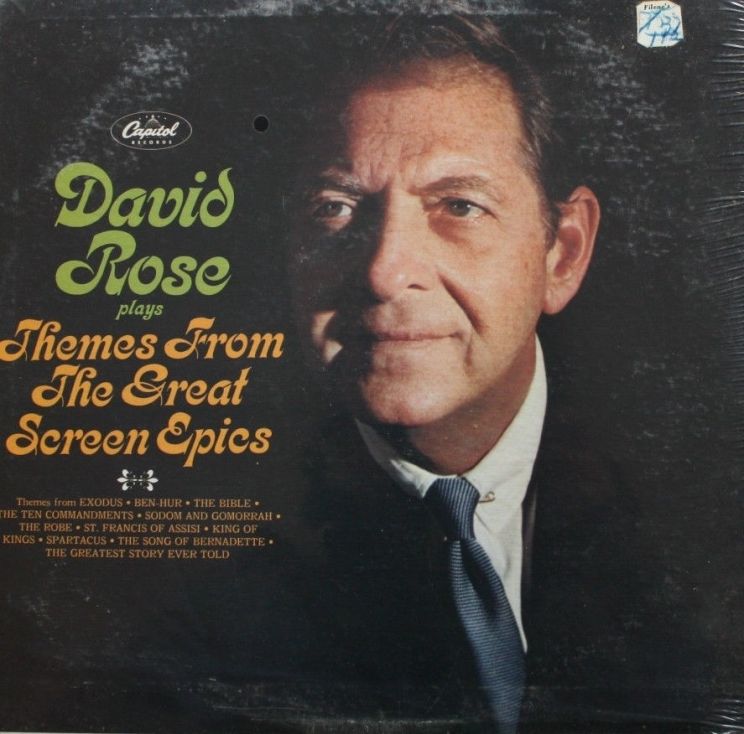 Filene's
Capitol
RECORDS
David
Rose
plays
Themes From
The Great
Screen Epics
Themes from EXODUS • BEN-HUR • THE BIBLE •
THE TEN COMMANDMENTS • SODOM AND GOMORRAH •
THE ROBE • ST. FRANCIS OF ASSISI • KING OF
KINGS • SPARTACUS • THE SONG OF BERNADETTE •
THE GREATEST STORY EVER TOLD